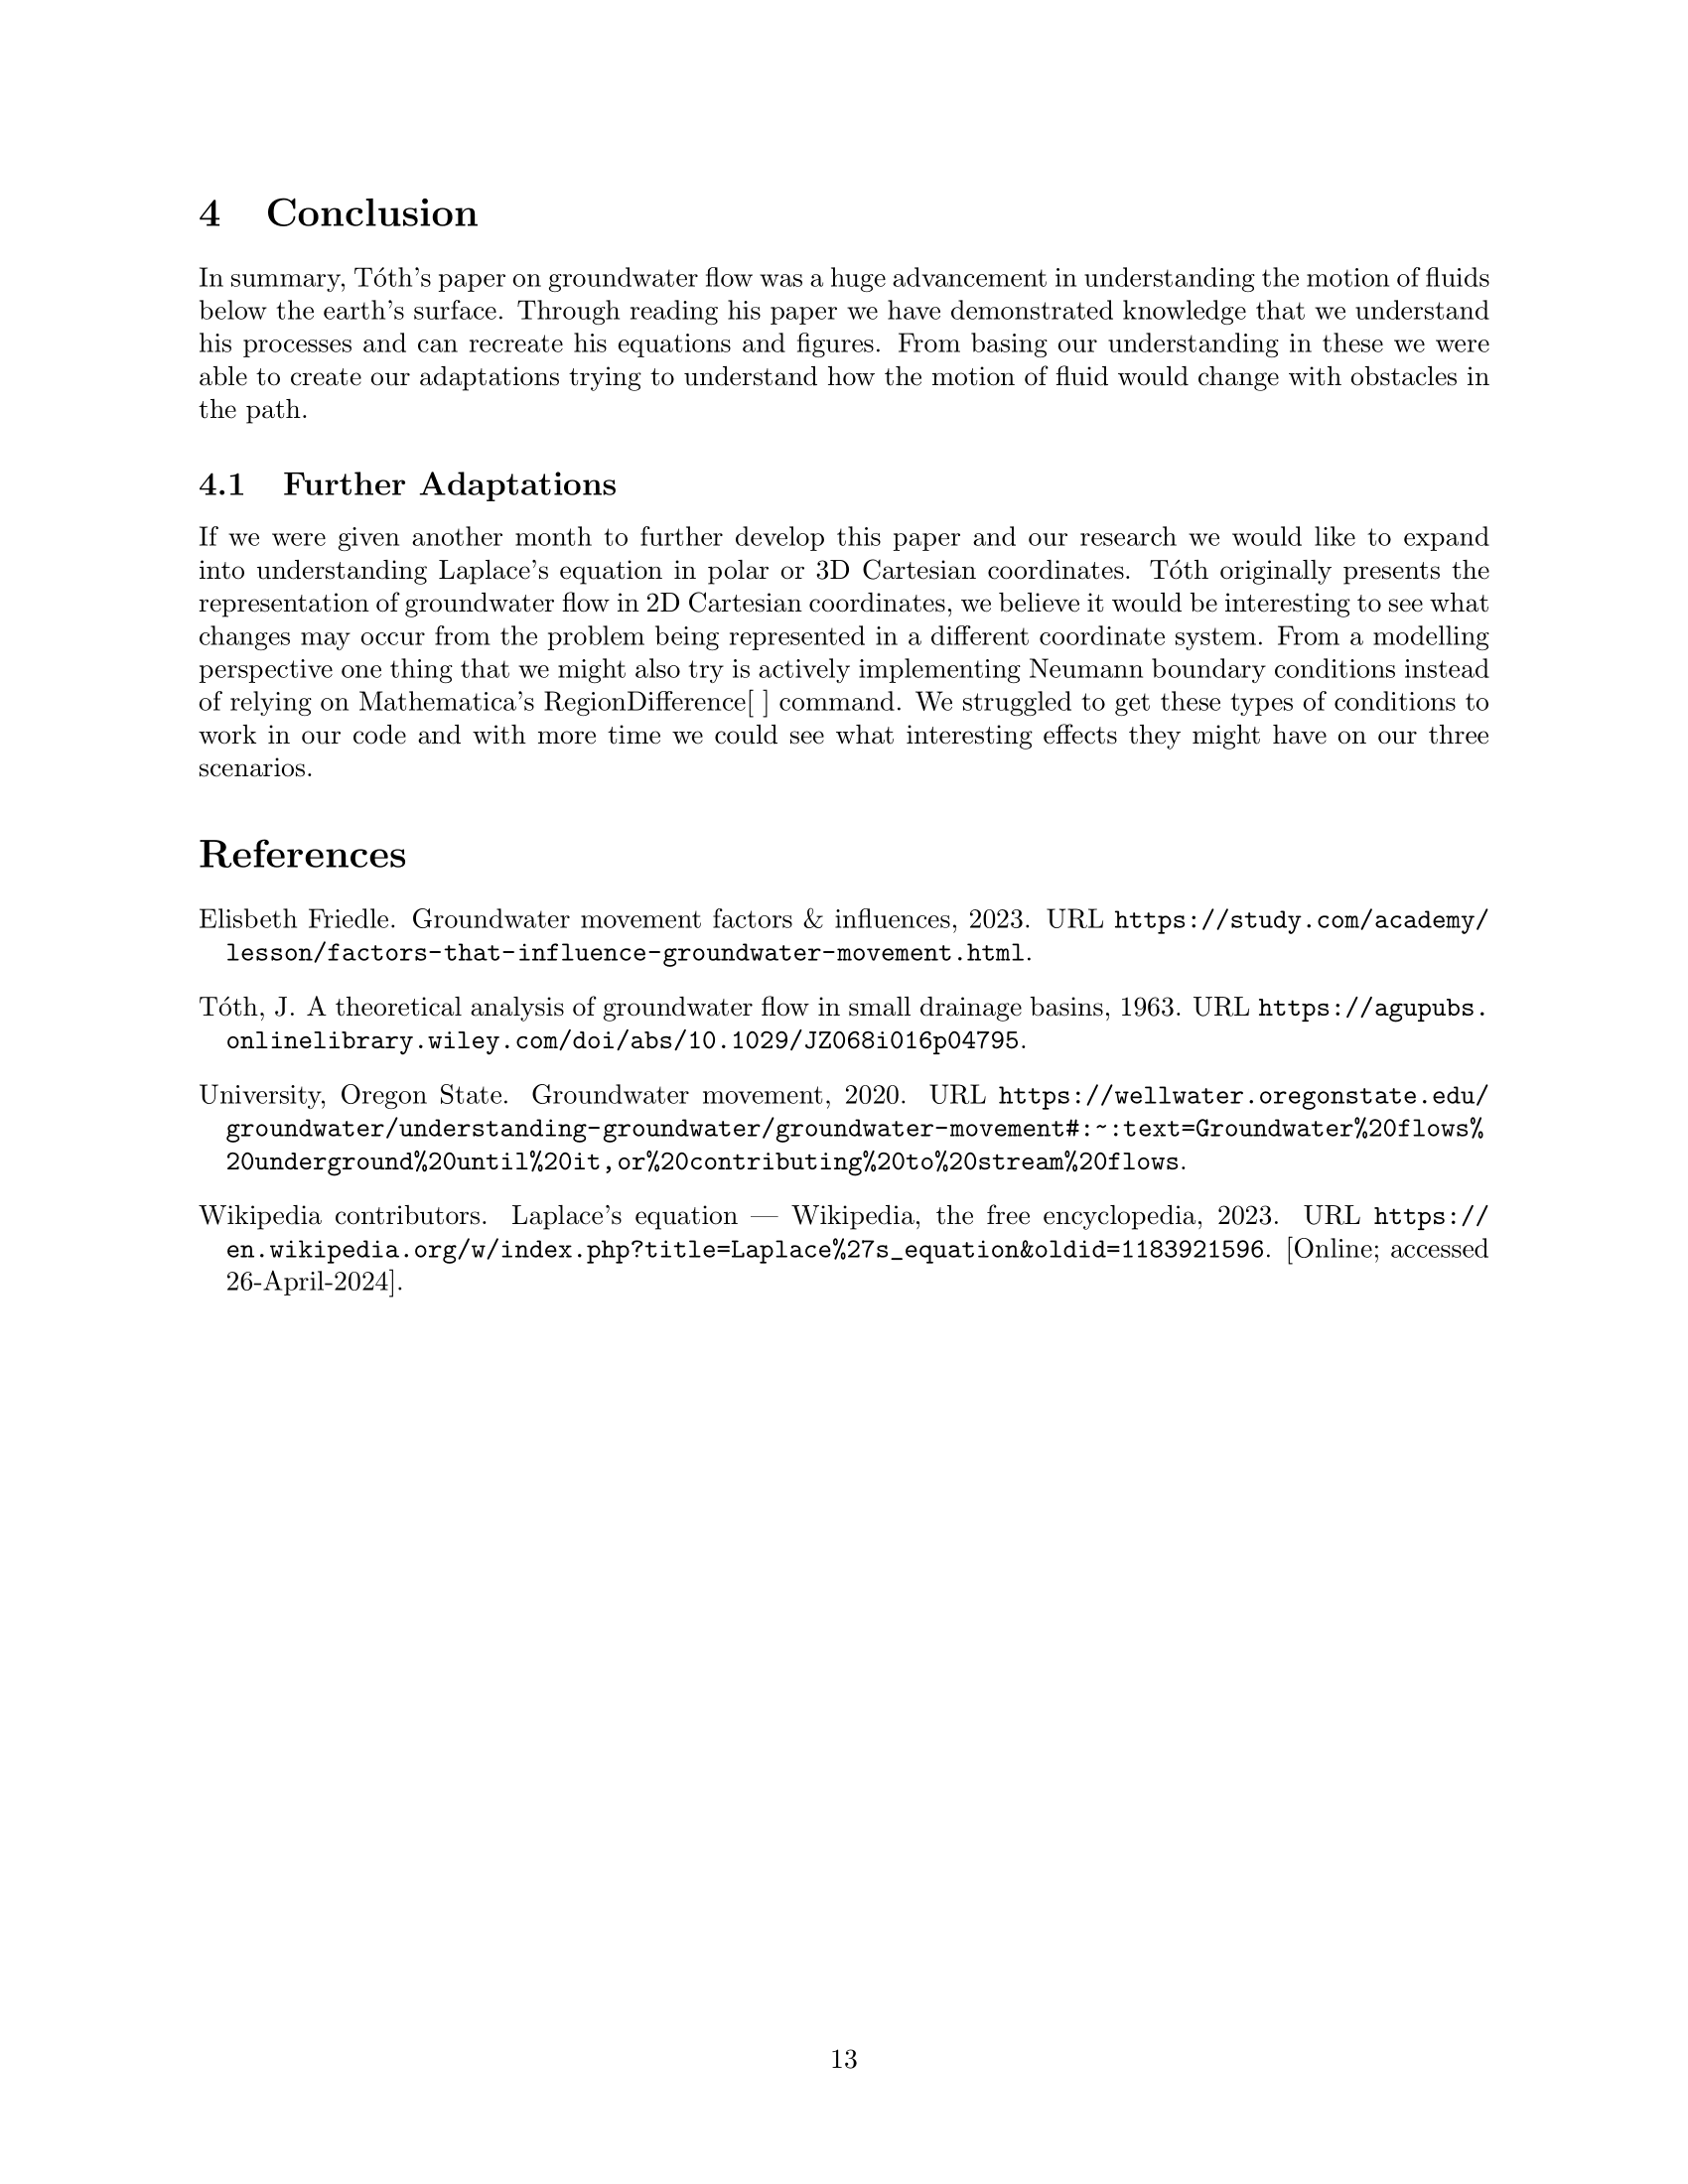 4 Conclusion
In summary, Tóth's paper on groundwater flow was a huge advancement in understanding the motion of fluids
below the earth's surface. Through reading his paper we have demonstrated knowledge that we understand
his processes and can recreate his equations and figures. From basing our understanding in these we were
able to create our adaptations trying to understand how the motion of fluid would change with obstacles in
the path.
4.1 Further Adaptations
If we were given another month to further develop this paper and our research we would like to expand
into understanding Laplace's equation in polar or 3D Cartesian coordinates. Tóth originally presents the
representation of groundwater flow in 2D Cartesian coordinates, we believe it would be interesting to see what
changes may occur from the problem being represented in a different coordinate system. From a modelling
perspective one thing that we might also try is actively implementing Neumann boundary conditions instead
of relying on Mathematica's RegionDifference[ ] command. We struggled to get these types of conditions to
work in our code and with more time we could see what interesting effects they might have on our three
scenarios.
References
Elisbeth Friedle. Groundwater movement factors & influences, 2023. URL https://study.com/academy/
lesson/factors-that-influence-groundwater-movement.html.
Tóth, J. A theoretical analysis of groundwater flow in small drainage basins, 1963. URL https://agupubs.
onlinelibrary.wiley.com/doi/abs/10.1029/JZ068i016p04795.
University, Oregon State. Groundwater movement, 2020. URL https://wellwater.oregonstate.edu/
groundwater/understanding-groundwater/groundwater-movement#:~:text=Groundwater%20flows%
20underground%20until%20it,or%20contributing%20to%20stream%20flows.
Wikipedia contributors. Laplace's equation — Wikipedia, the free encyclopedia, 2023. URL https://
en.wikipedia.org/w/index.php?title=Laplace%27s_equation&oldid=1183921596. [Online; accessed
26-April-2024].
13